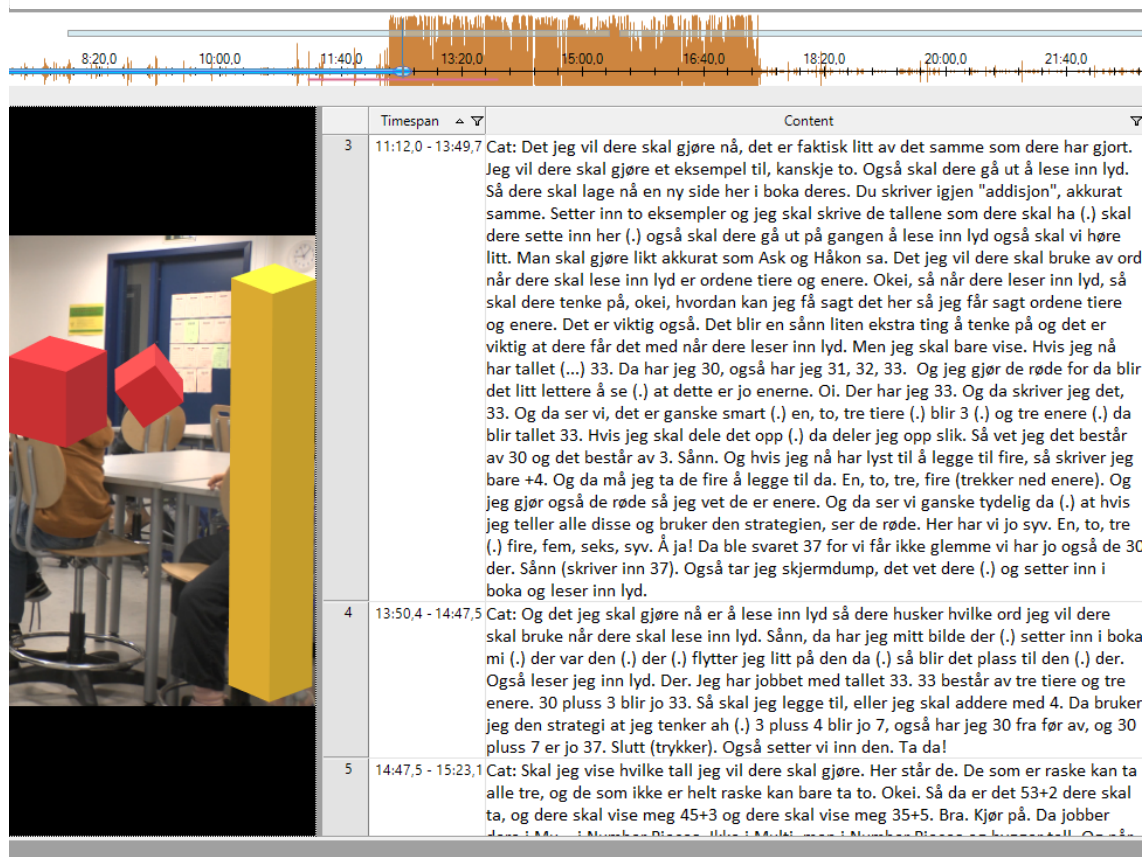 8:20,0 10:00,0 11:40,0 13:20,0 15:00,0 16:40,0 18:20,0 20:00,0 21:40,0
Timespan Content
3 11:12,0 - 13:49,7 Cat: Det jeg vil dere skal gjøre nå, det er faktisk litt av det samme som dere har gjort.
Jeg vil dere skal gjøre et eksempel til, kanskje to. Også skal dere gå ut å lese inn lyd.
Så dere skal lage nå en ny side her i boka deres. Du skriver igjen "addisjon", akkurat
samme. Setter inn to eksempler og jeg skal skrive de tallene som dere skal ha (.) skal
dere sette inn her (.) også skal dere gå ut på gangen å lese inn lyd også skal vi høre
litt. Man skal gjøre likt akkurat som Ask og Håkon sa. Det jeg vil dere skal bruke av ord
når dere skal lese inn lyd er ordene tiere og enere. Okei, så når dere leser inn lyd, så
skal dere tenke på, okei, hvordan kan jeg få sagt det her så jeg får sagt ordene tiere
og enere. Det er viktig også. Det blir en sånn liten ekstra ting å tenke på og det er
viktig at dere får det med når dere leser inn lyd. Men jeg skal bare vise. Hvis jeg nå
har tallet (...) 33. Da har jeg 30, også har jeg 31, 32, 33. Og jeg gjør de røde for da blir
det litt lettere å se (.) at dette er jo enerne. Oi. Der har jeg 33. Og da skriver jeg det,
33. Og da ser vi, det er ganske smart (.) en, to, tre tiere (.) blir 3 (.) og tre enere (.) da
blir tallet 33. Hvis jeg skal dele det opp (.) da deler jeg opp slik. Så vet jeg det består
av 30 og det består av 3. Sånn. Og hvis jeg nå har lyst til å legge til fire, så skriver jeg
bare +4. Og da må jeg ta de fire å legge til da. En, to, tre, fire (trekker ned enere). Og
jeg gjør også de røde så jeg vet de er enere. Og da ser vi ganske tydelig da (.) at hvis
jeg teller alle disse og bruker den strategien, ser de røde. Her har vi jo syv. En, to, tre
(.) fire, fem, seks, syv. Å ja! Da ble svaret 37 for vi får ikke glemme vi har jo også de 30
der. Sånn (skriver inn 37). Også tar jeg skjermdump, det vet dere (.) og setter inn i
boka og leser inn lyd.
4 13:50,4 - 14:47,5 Cat: Og det jeg skal gjøre nå er å lese inn lyd så dere husker hvilke ord jeg vil dere
skal bruke når dere skal lese inn lyd. Sånn, da har jeg mitt bilde der (.) setter inn i boka
mi (.) der var den (.) der (.) flytter jeg litt på den da (.) så blir det plass til den (.) der.
Også leser jeg inn lyd. Der. Jeg har jobbet med tallet 33. 33 består av tre tiere og tre
enere. 30 pluss 3 blir jo 33. Så skal jeg legge til, eller jeg skal addere med 4. Da bruker
jeg den strategi at jeg tenker ah (.) 3 pluss 4 blir jo 7, også har jeg 30 fra før av, og 30
pluss 7 er jo 37. Slutt (trykker). Også setter vi inn den. Ta da!
5 14:47,5 - 15:23,1 Cat: Skal jeg vise hvilke tall jeg vil dere skal gjøre. Her står de. De som er raske kan ta
alle tre, og de som ikke er helt raske kan bare ta to. Okei. Så da er det 53+2 dere skal
ta, og dere skal vise meg 45+3 og dere skal vise meg 35+5. Bra. Kjør på. Da jobber